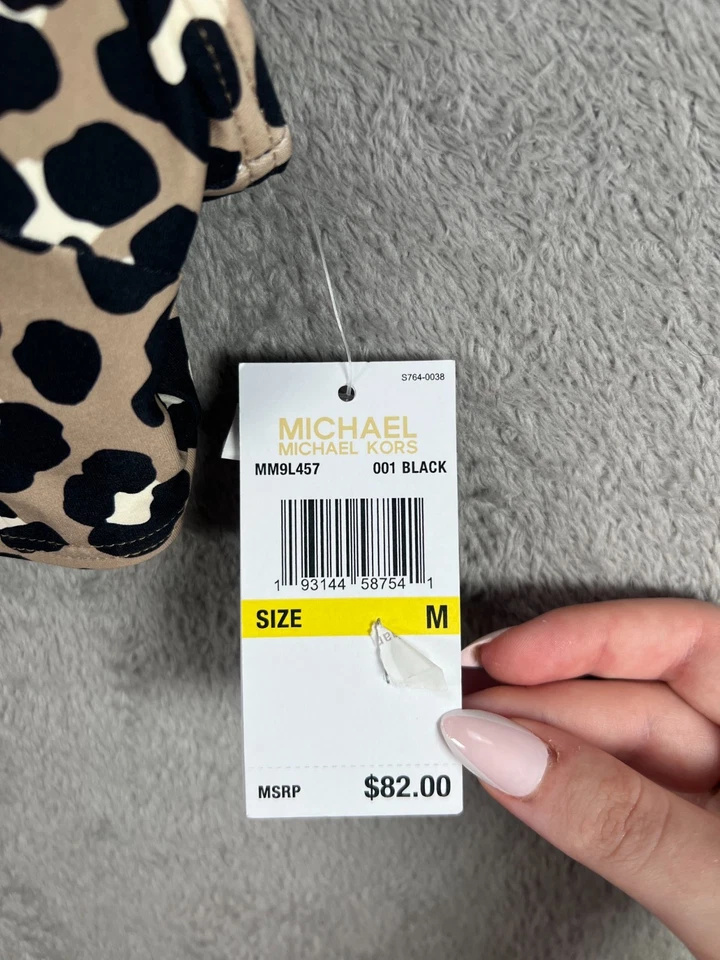 S764-0038
MICHAEL
MICHAEL KORS
MM9L457 001 BLACK
1 93144 58754 1
SIZE M
MSRP $82.00